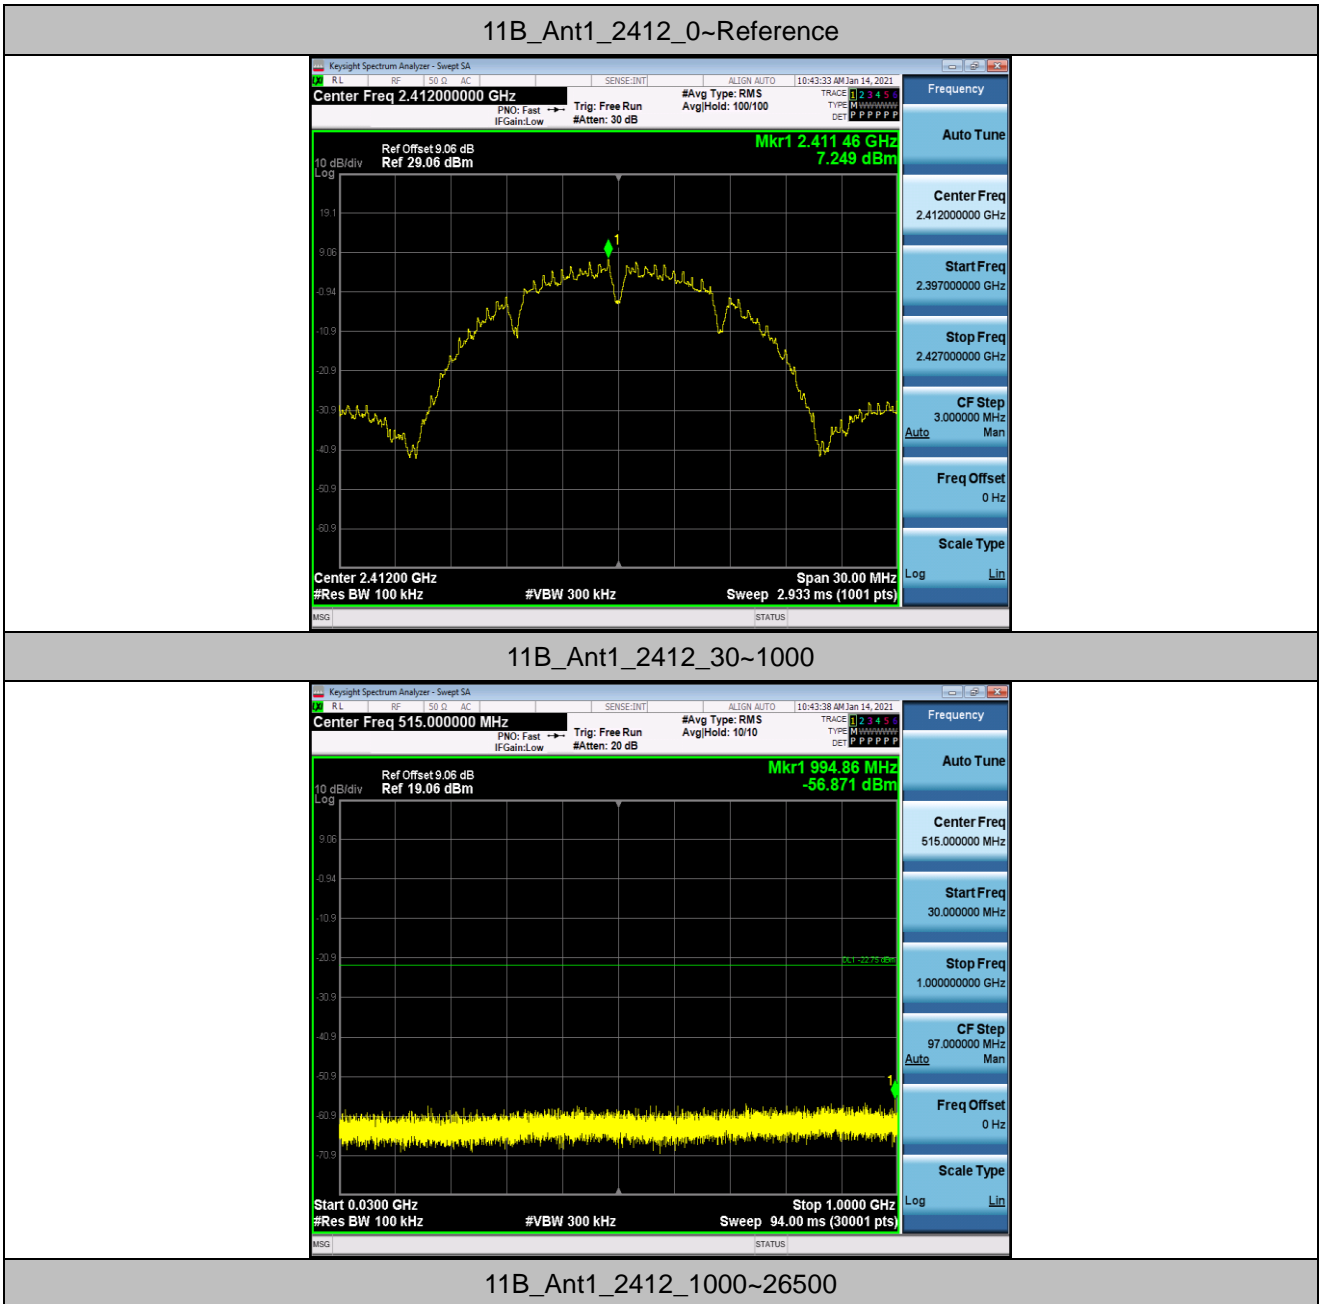 11B_Ant1_2412_0~Reference
Keysight Spectrum Analyzer - Swept SA
RL RF 50 Ω AC SENSE:INT ALIGN AUTO 10:43:33 AM Jan 14, 2021
Center Freq 2.412000000 GHz
PNO: Fast
IFGain:Low
Trig: Free Run
#Atten: 30 dB
#Avg Type: RMS
Avg|Hold: 100/100
TRACE 1 2 3 4 5 6
TYPE M WWWWW
DET P P P P P P
Frequency
Mkr1 2.411 46 GHz
7.249 dBm
Ref Offset 9.06 dB
10 dB/div Ref 29.06 dBm
Log
19.1
9.06
-0.94
-10.9
-20.9
-30.9
-40.9
-50.9
-60.9
1
Center 2.41200 GHz
Span 30.00 MHz
#Res BW 100 kHz
#VBW 300 kHz
Sweep 2.933 ms (1001 pts)
MSG
STATUS
Auto Tune
Center Freq
2.412000000 GHz
Start Freq
2.397000000 GHz
Stop Freq
2.427000000 GHz
CF Step
3.000000 MHz
Auto Man
Freq Offset
0 Hz
Scale Type
Log Lin
11B_Ant1_2412_30~1000
Keysight Spectrum Analyzer - Swept SA
RL RF 50 Ω AC SENSE:INT ALIGN AUTO 10:43:38 AM Jan 14, 2021
Center Freq 515.000000 MHz
PNO: Fast
IFGain:Low
Trig: Free Run
#Atten: 20 dB
#Avg Type: RMS
Avg|Hold: 10/10
TRACE 1 2 3 4 5 6
TYPE M WWWWW
DET P P P P P P
Frequency
Mkr1 994.86 MHz
-56.871 dBm
Ref Offset 9.06 dB
10 dB/div Ref 19.06 dBm
Log
9.06
-0.94
-10.9
-20.9
-30.9
-40.9
-50.9
-60.9
-70.9
DL1 -22.75 dBm
1
Start 0.0300 GHz
Stop 1.0000 GHz
#Res BW 100 kHz
#VBW 300 kHz
Sweep 94.00 ms (30001 pts)
MSG
STATUS
Auto Tune
Center Freq
515.000000 MHz
Start Freq
30.000000 MHz
Stop Freq
1.000000000 GHz
CF Step
97.000000 MHz
Auto Man
Freq Offset
0 Hz
Scale Type
Log Lin
11B_Ant1_2412_1000~26500